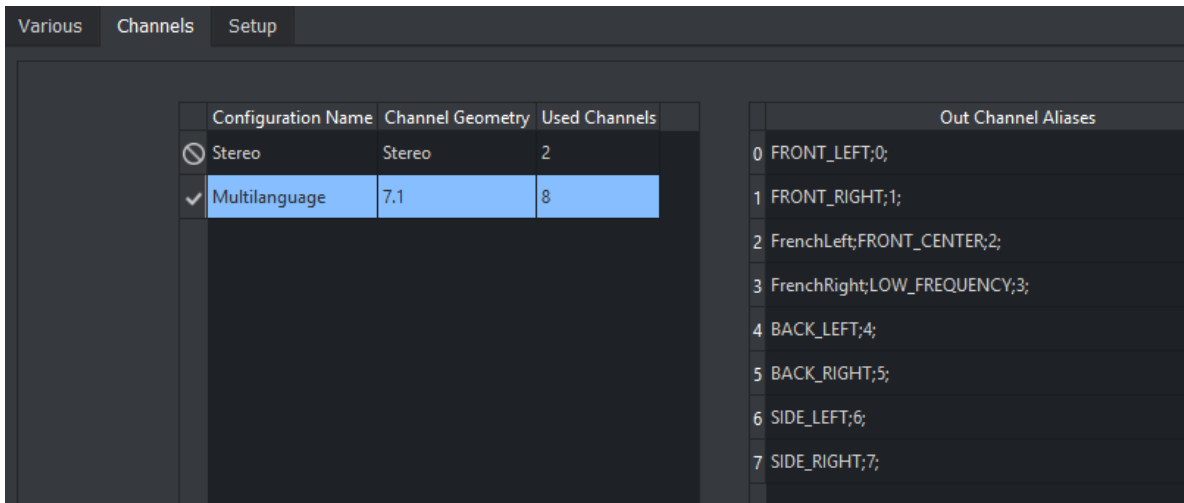 Various Channels Setup
Configuration Name Channel Geometry Used Channels
Stereo Stereo 2
Multilanguage 7.1 8
Out Channel Aliases
0 FRONT_LEFT;0;
1 FRONT_RIGHT;1;
2 FrenchLeft;FRONT_CENTER;2;
3 FrenchRight;LOW_FREQUENCY;3;
4 BACK_LEFT;4;
5 BACK_RIGHT;5;
6 SIDE_LEFT;6;
7 SIDE_RIGHT;7;